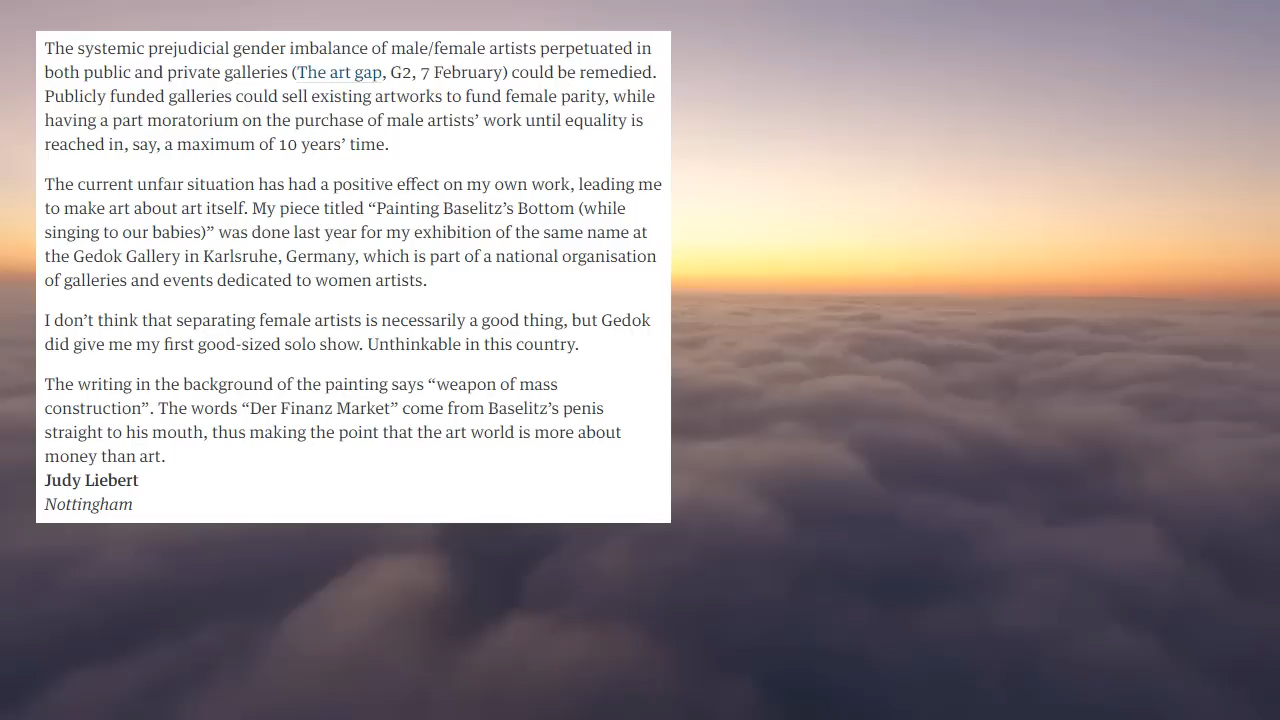 The systemic prejudicial gender imbalance of male/female artists perpetuated in
both public and private galleries (The art gap, G2, 7 February) could be remedied.
Publicly funded galleries could sell existing artworks to fund female parity, while
having a part moratorium on the purchase of male artists’ work until equality is
reached in, say, a maximum of 10 years’ time.
The current unfair situation has had a positive effect on my own work, leading me
to make art about art itself. My piece titled “Painting Baselitz’s Bottom (while
singing to our babies)” was done last year for my exhibition of the same name at
the Gedok Gallery in Karlsruhe, Germany, which is part of a national organisation
of galleries and events dedicated to women artists.
I don’t think that separating female artists is necessarily a good thing, but Gedok
did give me my first good-sized solo show. Unthinkable in this country.
The writing in the background of the painting says “weapon of mass
construction”. The words “Der Finanz Market” come from Baselitz’s penis
straight to his mouth, thus making the point that the art world is more about
money than art.
Judy Liebert
Nottingham